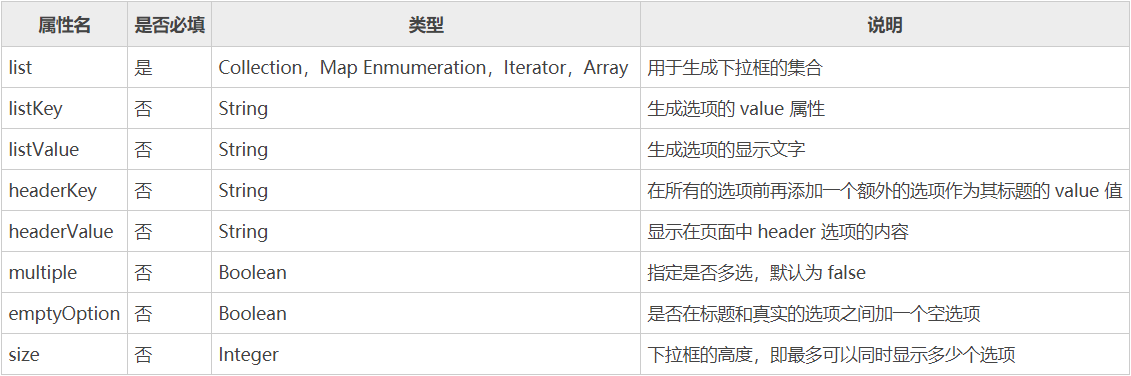 属性名 是否必填 类型 说明
list 是 Collection，Map Enmumeration，Iterator，Array 用于生成下拉框的集合
listKey 否 String 生成选项的 value 属性
listValue 否 String 生成选项的显示文字
headerKey 否 String 在所有的选项前再添加一个额外的选项作为其标题的 value 值
headerValue 否 String 显示在页面中 header 选项的内容
multiple 否 Boolean 指定是否多选，默认为 false
emptyOption 否 Boolean 是否在标题和真实的选项之间加一个空选项
size 否 Integer 下拉框的高度，即最多可以同时显示多少个选项